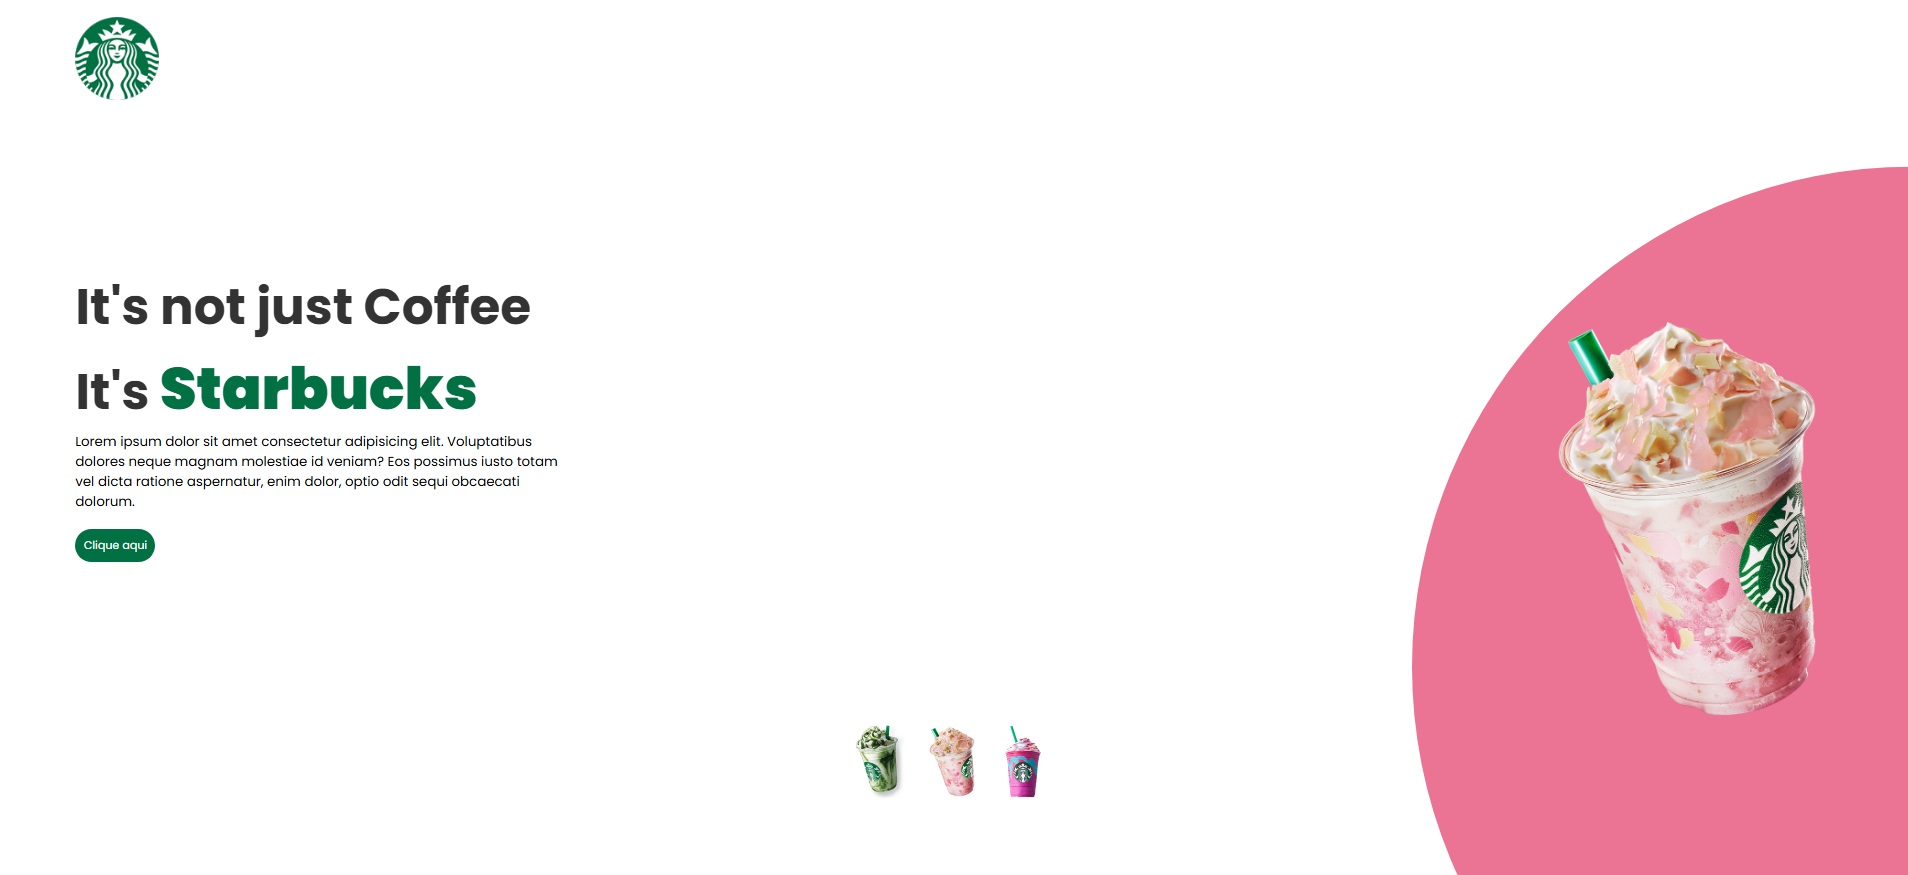 It's not just Coffee
It's Starbucks
Lorem ipsum dolor sit amet consectetur adipisicing elit. Voluptatibus
dolores neque magnam molestiae id veniam? Eos possimus iusto totam
vel dicta ratione aspernatur, enim dolor, optio odit sequi obcaecati
dolorum.
Clique aqui